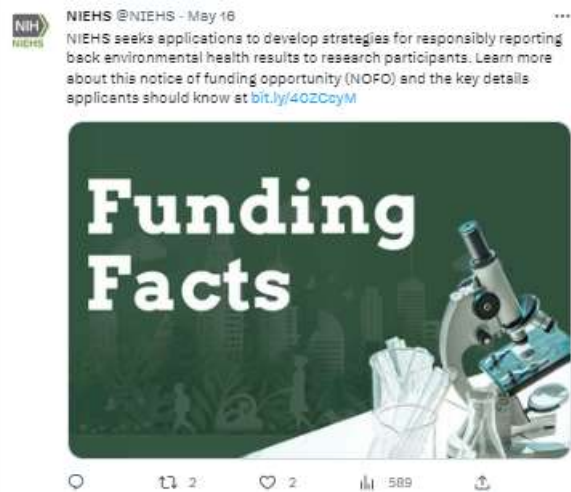 NIH
NIEHS
NIEHS @NIEHS · May 16
NIEHS seeks applications to develop strategies for responsibly reporting
back environmental health results to research participants. Learn more
about this notice of funding opportunity (NOFO) and the key details
applicants should know at bit.ly/40ZCcyM
Funding
Facts
2
2
589